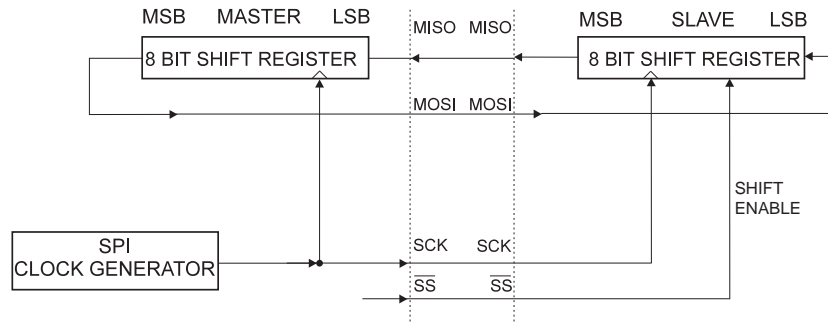 MSB MASTER LSB
MISO MISO
MSB SLAVE LSB
8 BIT SHIFT REGISTER
8 BIT SHIFT REGISTER
MOSI MOSI
SHIFT
ENABLE
SPI
CLOCK GENERATOR
SCK SCK
SS SS